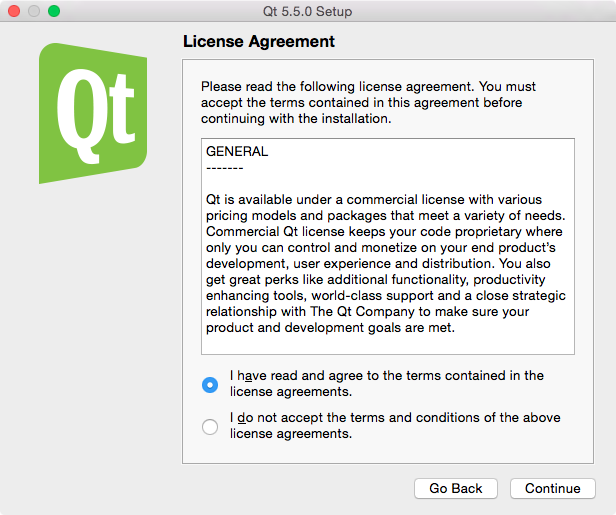 Qt 5.5.0 Setup
License Agreement
Qt
Please read the following license agreement. You must
accept the terms contained in this agreement before
continuing with the installation.
GENERAL
-------
Qt is available under a commercial license with various
pricing models and packages that meet a variety of needs.
Commercial Qt license keeps your code proprietary where
only you can control and monetize on your end product's
development, user experience and distribution. You also
get great perks like additional functionality, productivity
enhancing tools, world-class support and a close strategic
relationship with The Qt Company to make sure your
product and development goals are met.
I have read and agree to the terms contained in the
license agreements.
I do not accept the terms and conditions of the above
license agreements.
Go Back
Continue